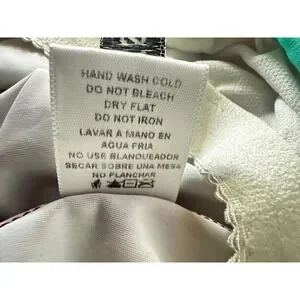 HAND WASH COLD
DO NOT BLEACH
DRY FLAT
DO NOT IRON
LAVAR A MANO EN
AGUA FRIA
NO USE BLANQUEADOR
SECAR SOBRE UNA MESA
NO PLANCHAR